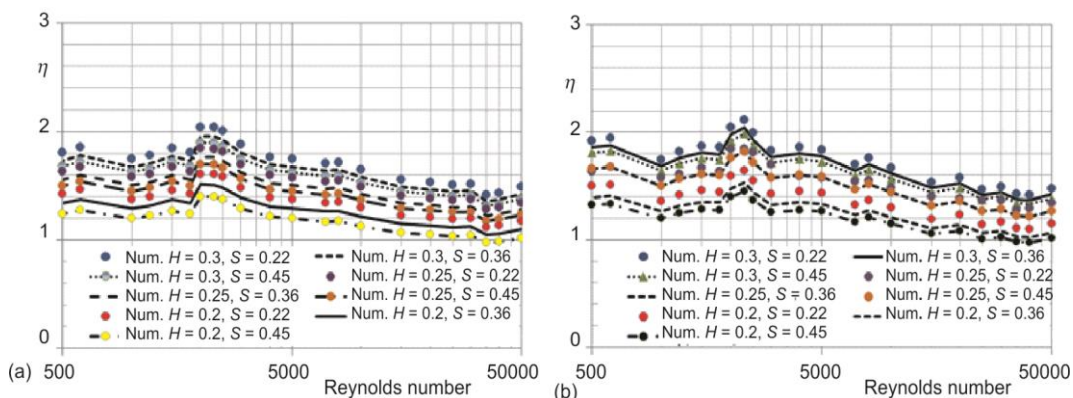 3
η
2
1
0
Num. H = 0.3, S = 0.22
Num. H = 0.3, S = 0.45
Num. H = 0.25, S = 0.36
Num. H = 0.2, S = 0.22
Num. H = 0.2, S = 0.45
Num. H = 0.3, S = 0.36
Num. H = 0.25, S = 0.22
Num. H = 0.25, S = 0.45
Num. H = 0.2, S = 0.36
(a) 500 5000 50000
Reynolds number
3
η
2
1
0
Num. H = 0.3, S = 0.22
Num. H = 0.3, S = 0.45
Num. H = 0.25, S = 0.36
Num. H = 0.2, S = 0.22
Num. H = 0.2, S = 0.45
Num. H = 0.3, S = 0.36
Num. H = 0.25, S = 0.22
Num. H = 0.25, S = 0.45
Num. H = 0.2, S = 0.36
(b) 500 5000 50000
Reynolds number